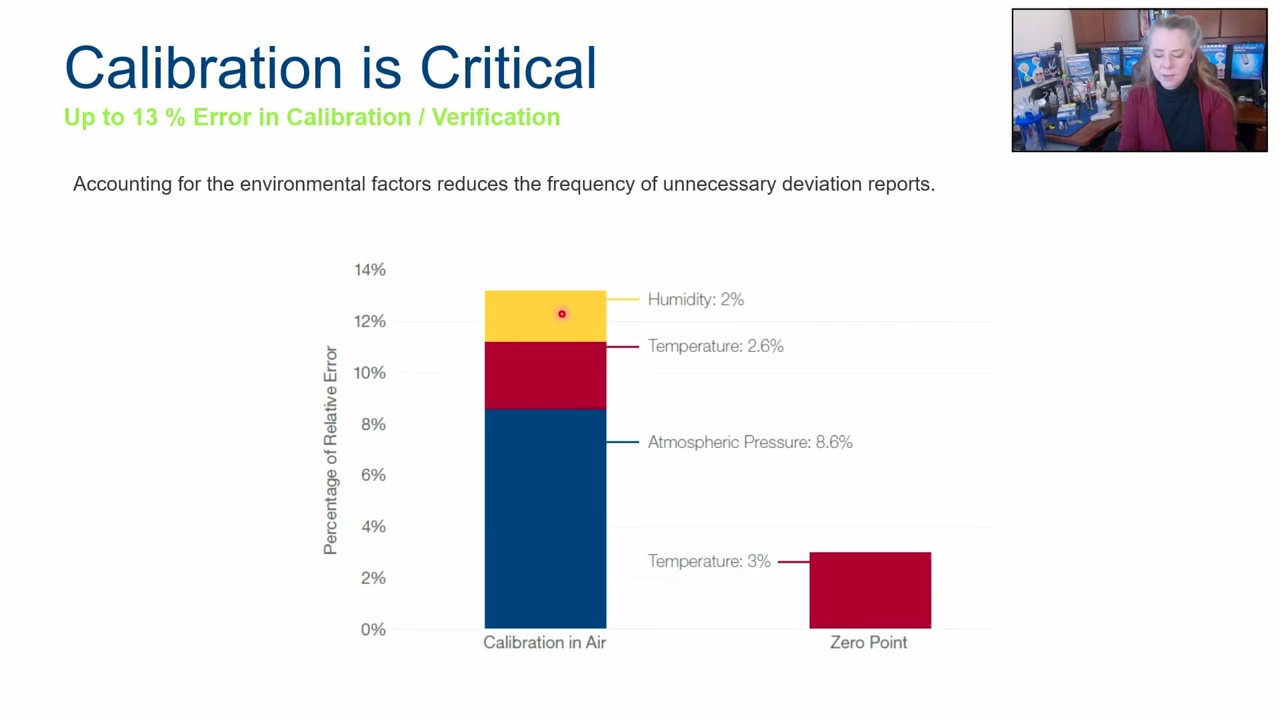 Calibration is Critical
Up to 13 % Error in Calibration / Verification
Accounting for the environmental factors reduces the frequency of unnecessary deviation reports.
Percentage of Relative Error
14%
12%
10%
8%
6%
4%
2%
0%
Humidity: 2%
Temperature: 2.6%
Atmospheric Pressure: 8.6%
Temperature: 3%
Calibration in Air
Zero Point